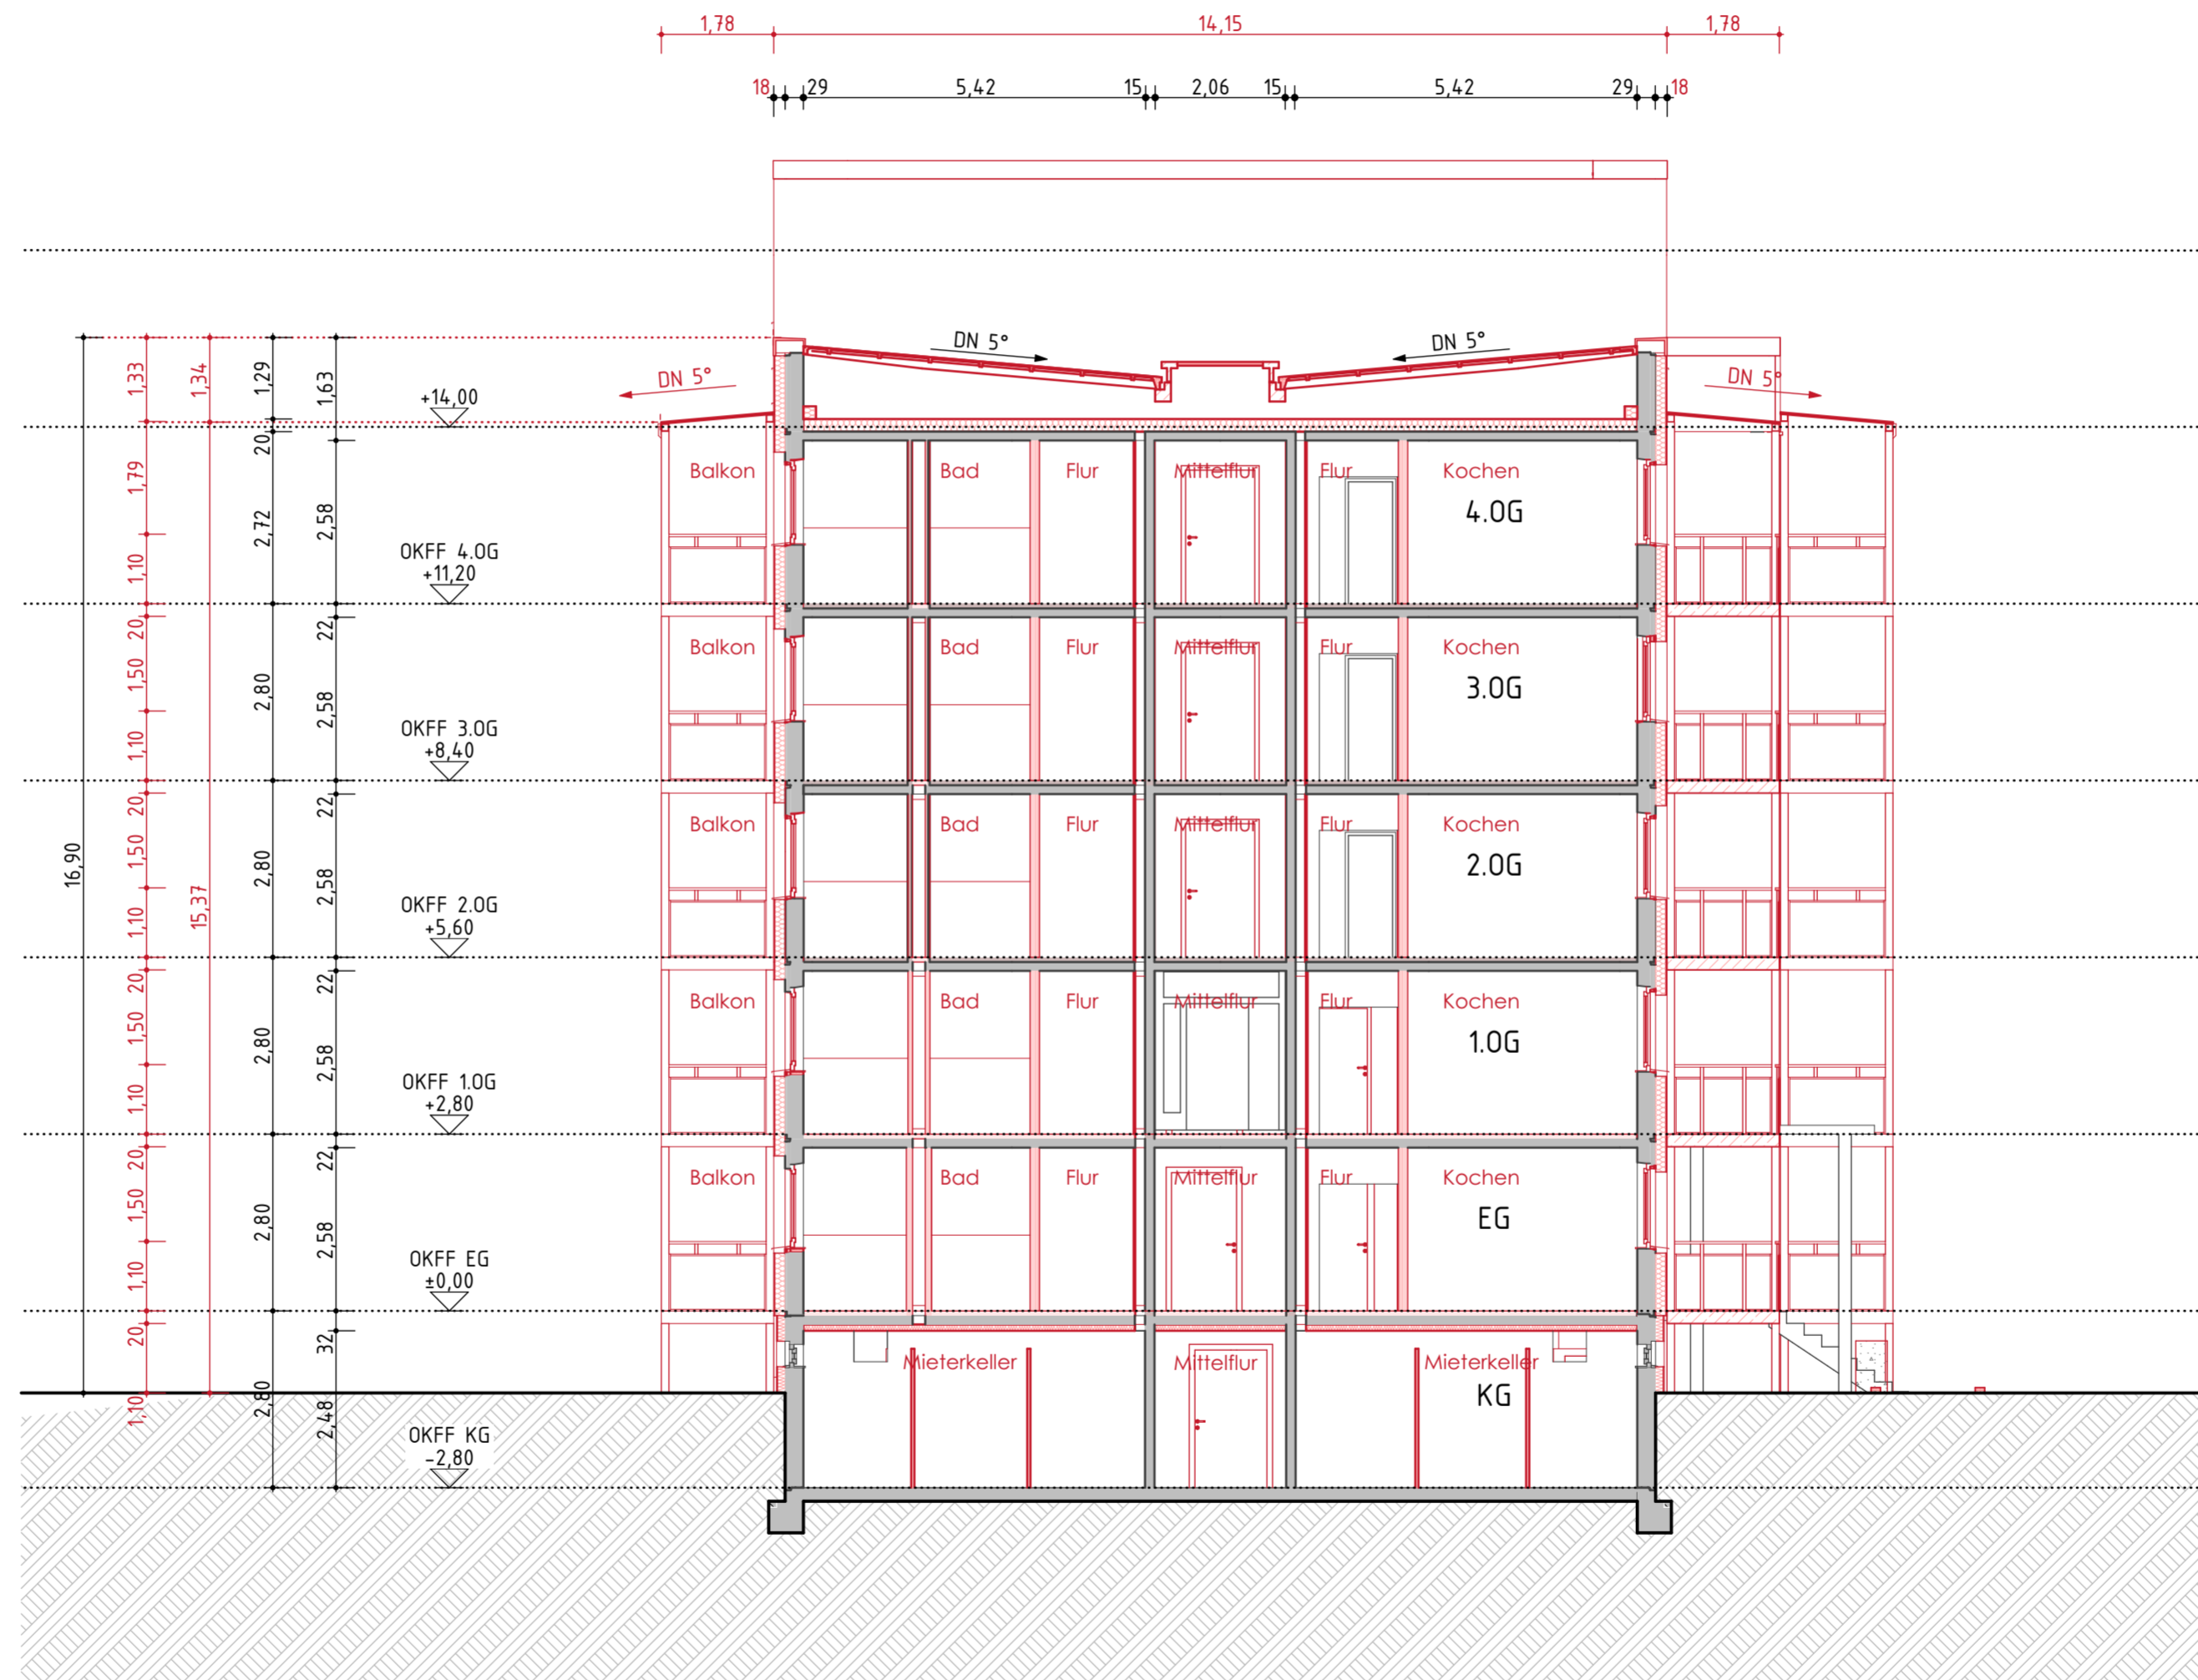 1,78 14,15 1,78
18 29 5,42 15 2,06 15 5,42 29 18
DN 5° DN 5°
DN 5° DN 5°
1,33 1,34 1,29 1,63
+14,00
20
Balkon Bad Flur Mittelflur Flur Kochen
4.OG
1,79 2,72 2,58
OKFF 4.OG
+11,20
1,10
20 22
Balkon Bad Flur Mittelflur Flur Kochen
3.OG
1,50 2,80 2,58
OKFF 3.OG
+8,40
1,10
20 22
Balkon Bad Flur Mittelflur Flur Kochen
2.OG
16,90 1,50 15,37 2,80 2,58
OKFF 2.OG
+5,60
1,10
20 22
Balkon Bad Flur Mittelflur Flur Kochen
1.OG
1,50 2,80 2,58
OKFF 1.OG
+2,80
1,10
20 22
Balkon Bad Flur Mittelflur Flur Kochen
EG
1,50 2,80 2,58
OKFF EG
±0,00
1,10
20 32
Mieterkeller Mittelflur Mieterkeller
KG
1,10 2,80 2,48
OKFF KG
-2,80